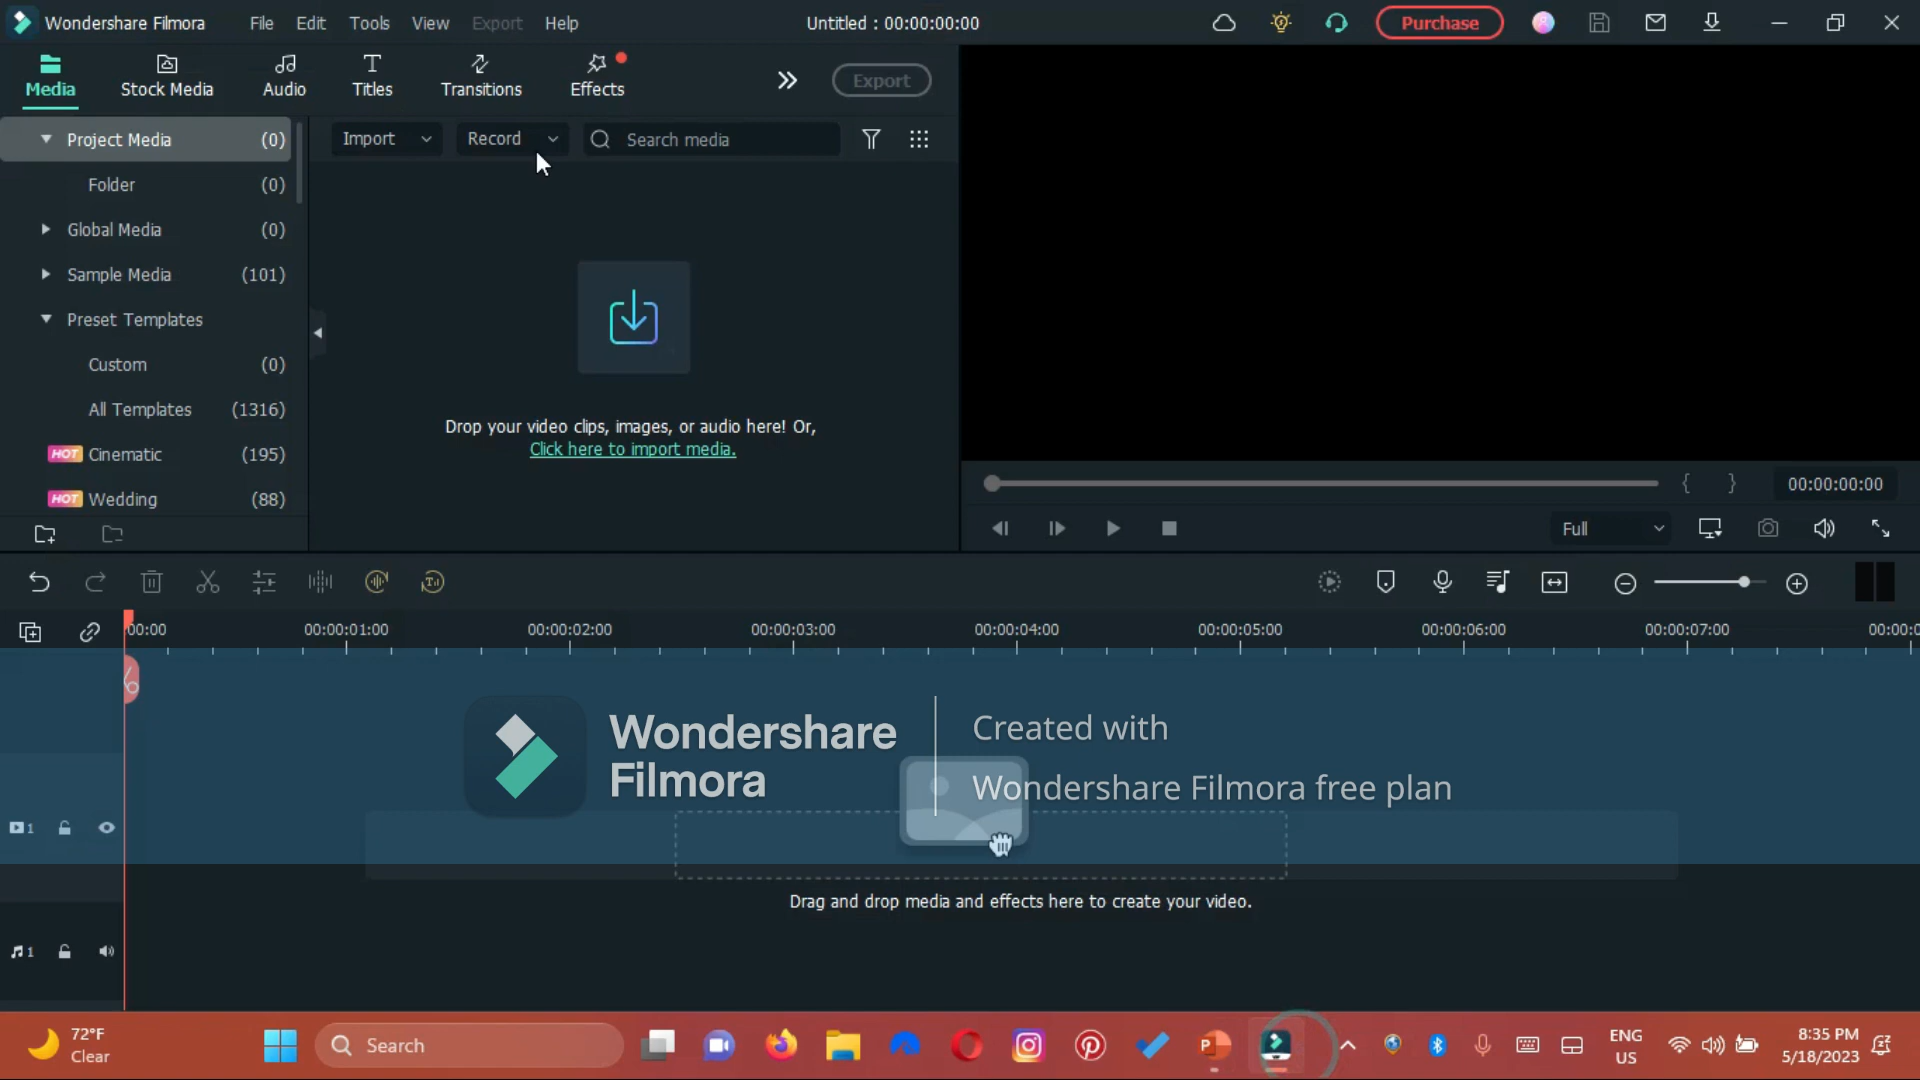 Wondershare Filmora
File
Edit
Tools
View
Export
Help
Untitled : 00:00:00:00
Purchase
Media
Stock Media
Audio
Titles
Transitions
Effects
Export
Project Media (0)
Folder (0)
Global Media (0)
Sample Media (101)
Preset Templates
Custom (0)
All Templates (1316)
HOT Cinematic (195)
HOT Wedding (88)
Import
Record
Search media
Drop your video clips, images, or audio here! Or,
Click here to import media.
00:00:00:00
Full
:00:00
00:00:01:00
00:00:02:00
00:00:03:00
00:00:04:00
00:00:05:00
00:00:06:00
00:00:07:00
00:00:0
Wondershare
Filmora
Created with
Wondershare Filmora free plan
1
Drag and drop media and effects here to create your video.
1
72°F
Clear
Search
ENG
US
8:35 PM
5/18/2023